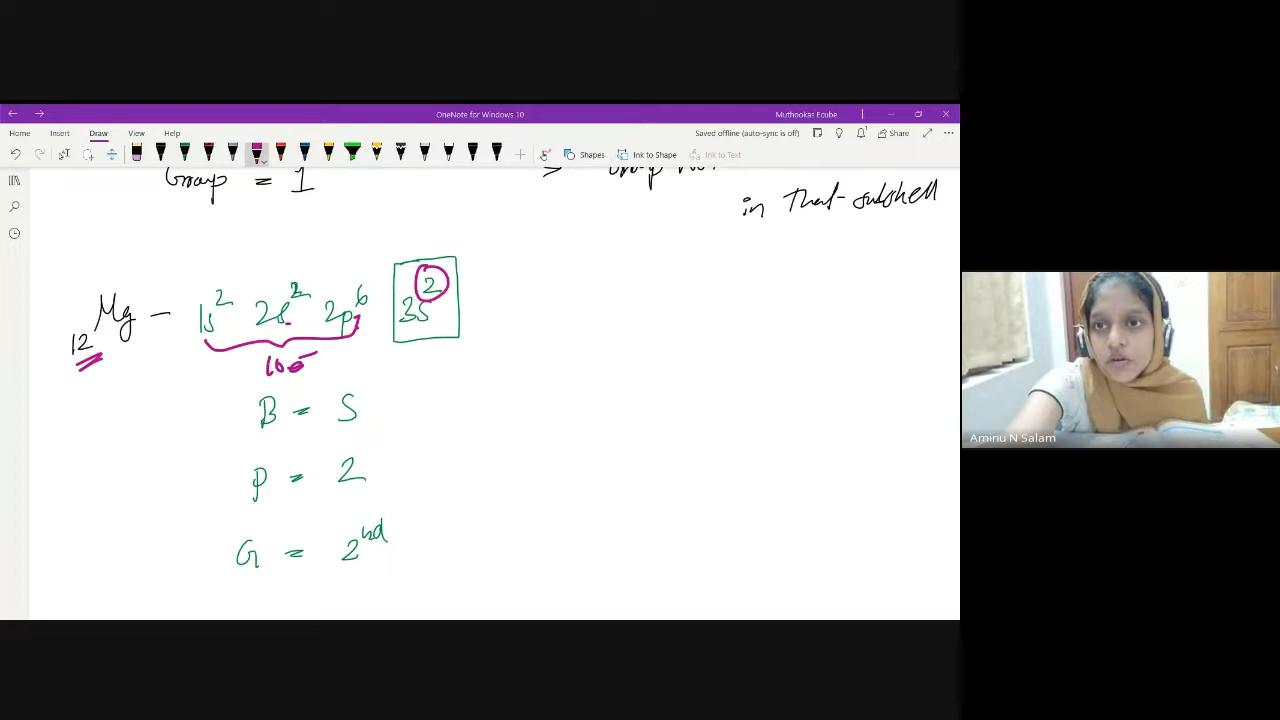 OneNote for Windows 10
Muthookas Ecube
Home Insert Draw View Help
Saved offline (auto-sync is off)
Share
Shapes
Ink to Shape
Ink to Text
Group = 1
in that subshell
12Mg – 1s² 2s² 2p⁶ 3s²
10e⁻
B = S
P = 2
G = 2nd
Aminu N Salam